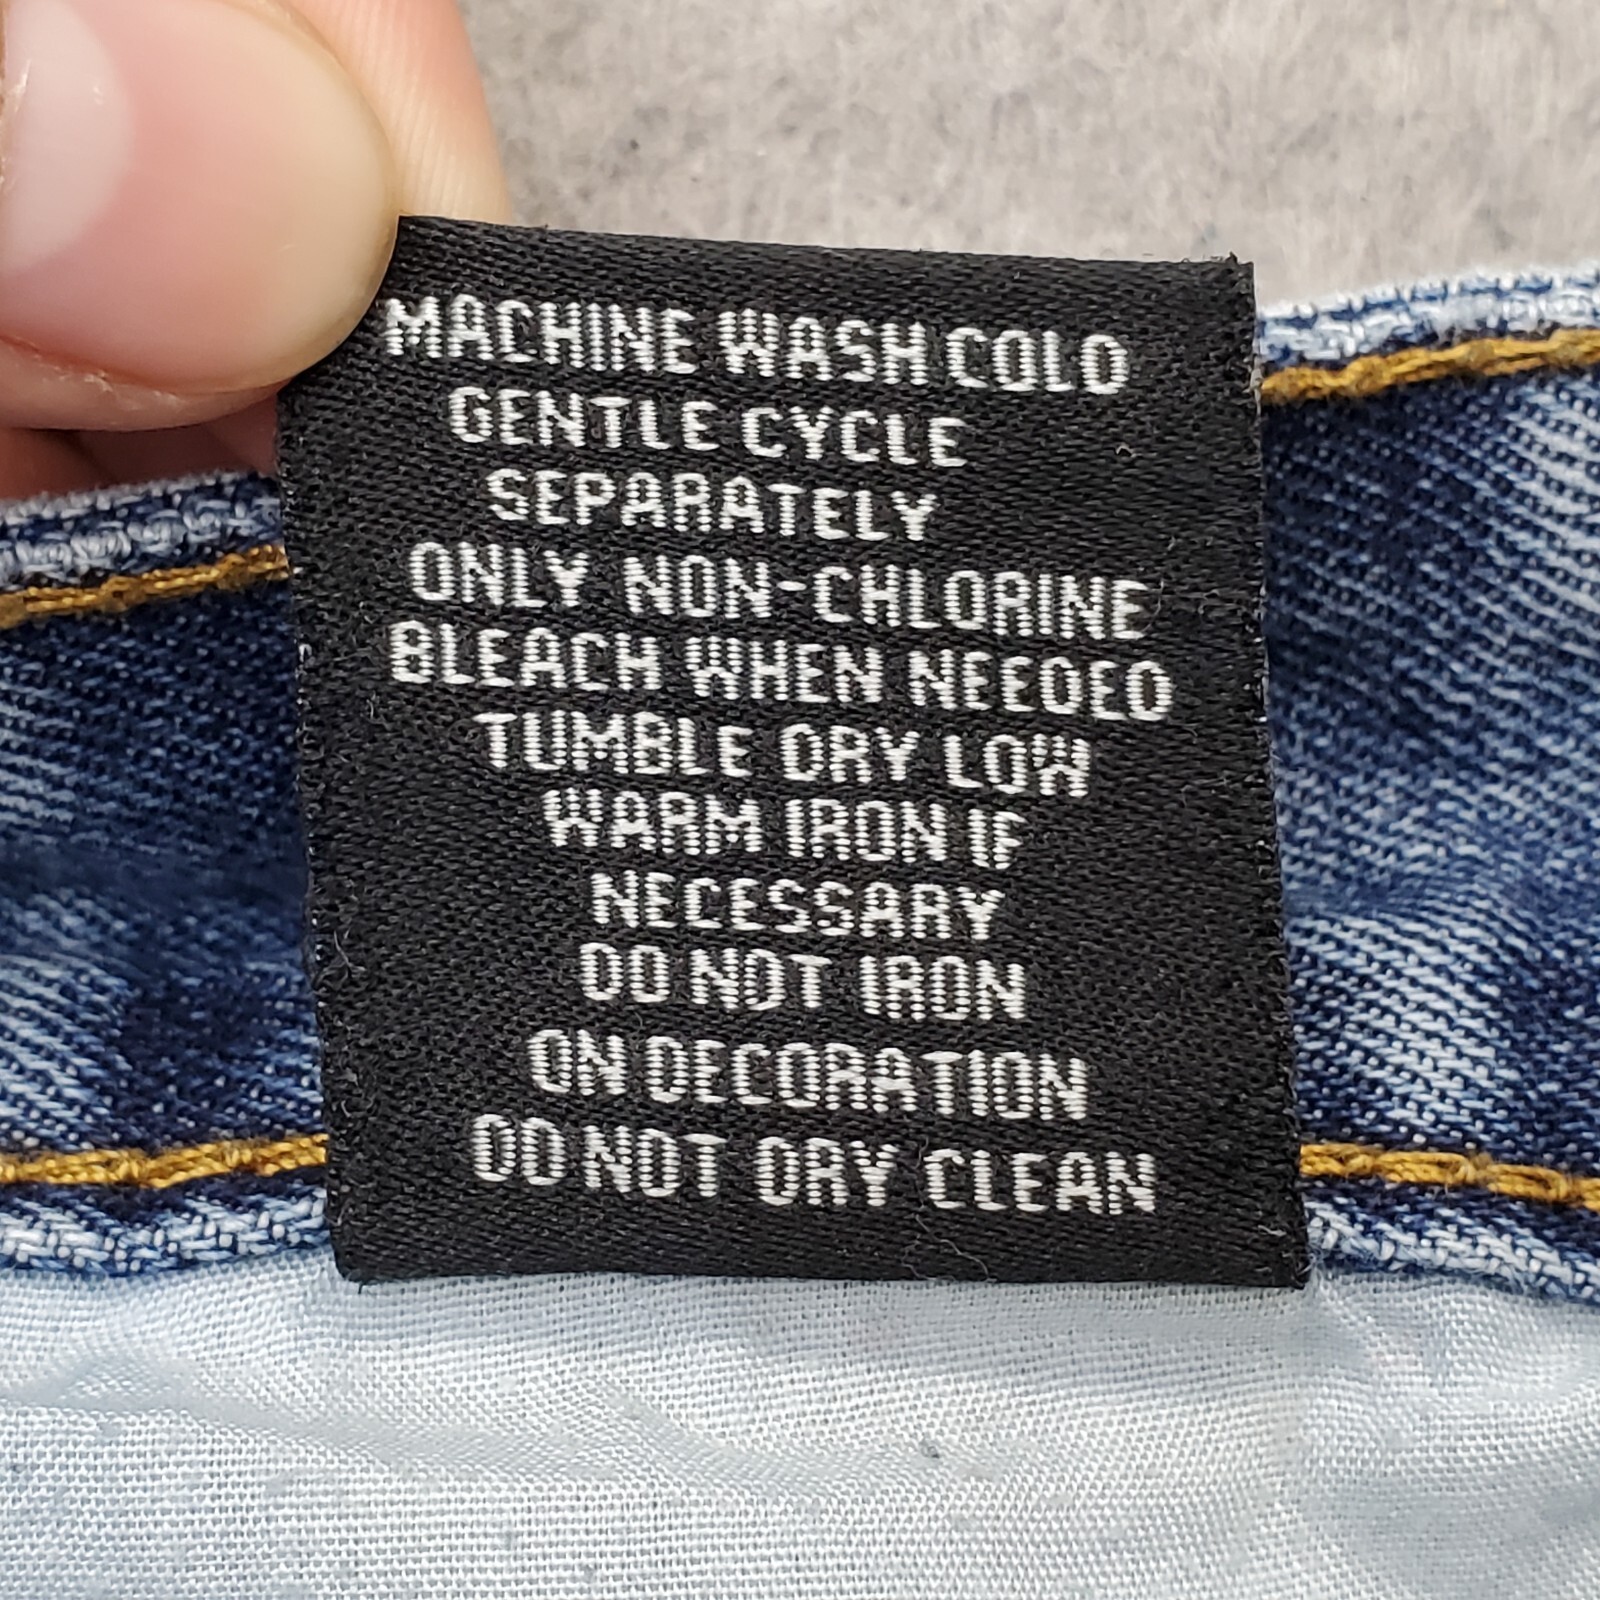 MACHINE WASH COLD
GENTLE CYCLE
SEPARATELY
ONLY NON-CHLORINE
BLEACH WHEN NEEDED
TUMBLE DRY LOW
WARM IRON IF
NECESSARY
DO NOT IRON
ON DECORATION
DO NOT DRY CLEAN